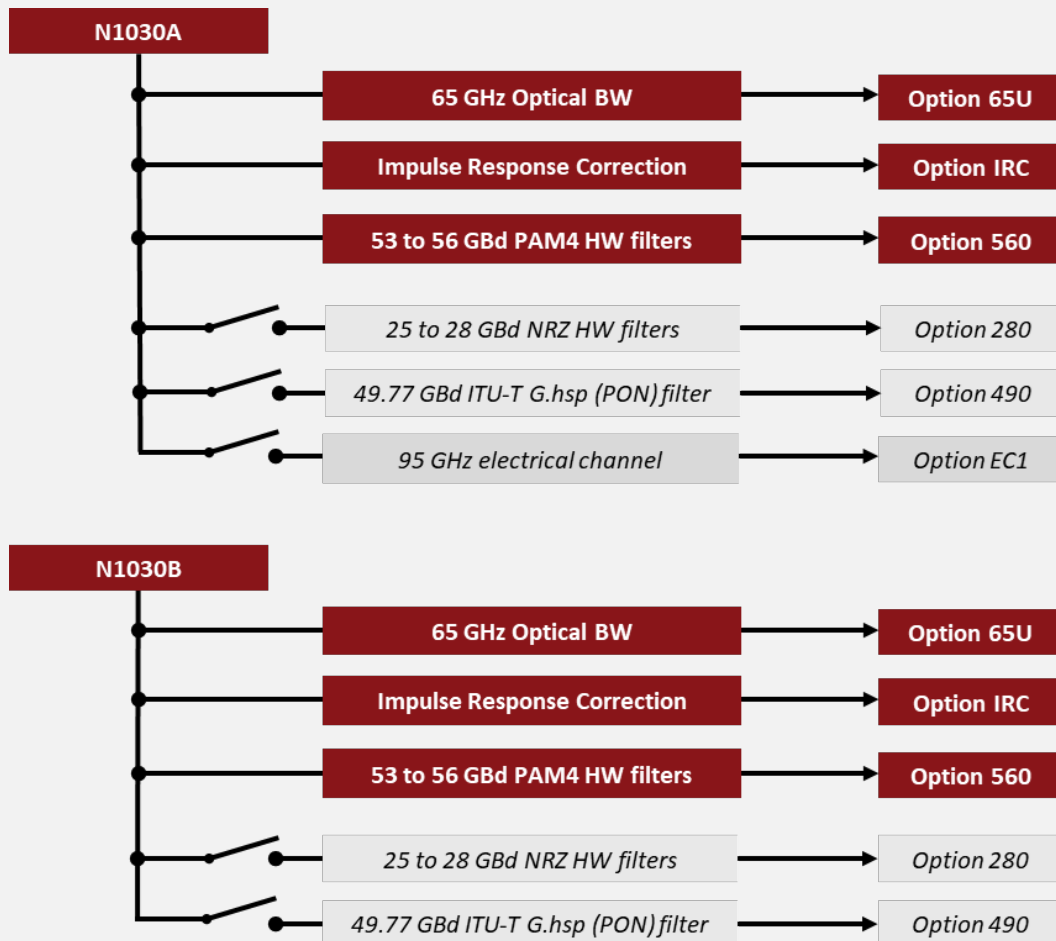 N1030A
65 GHz Optical BW
Option 65U
Impulse Response Correction
Option IRC
53 to 56 GBd PAM4 HW filters
Option 560
25 to 28 GBd NRZ HW filters
Option 280
49.77 GBd ITU-T G.hsp (PON) filter
Option 490
95 GHz electrical channel
Option EC1
N1030B
65 GHz Optical BW
Option 65U
Impulse Response Correction
Option IRC
53 to 56 GBd PAM4 HW filters
Option 560
25 to 28 GBd NRZ HW filters
Option 280
49.77 GBd ITU-T G.hsp (PON) filter
Option 490